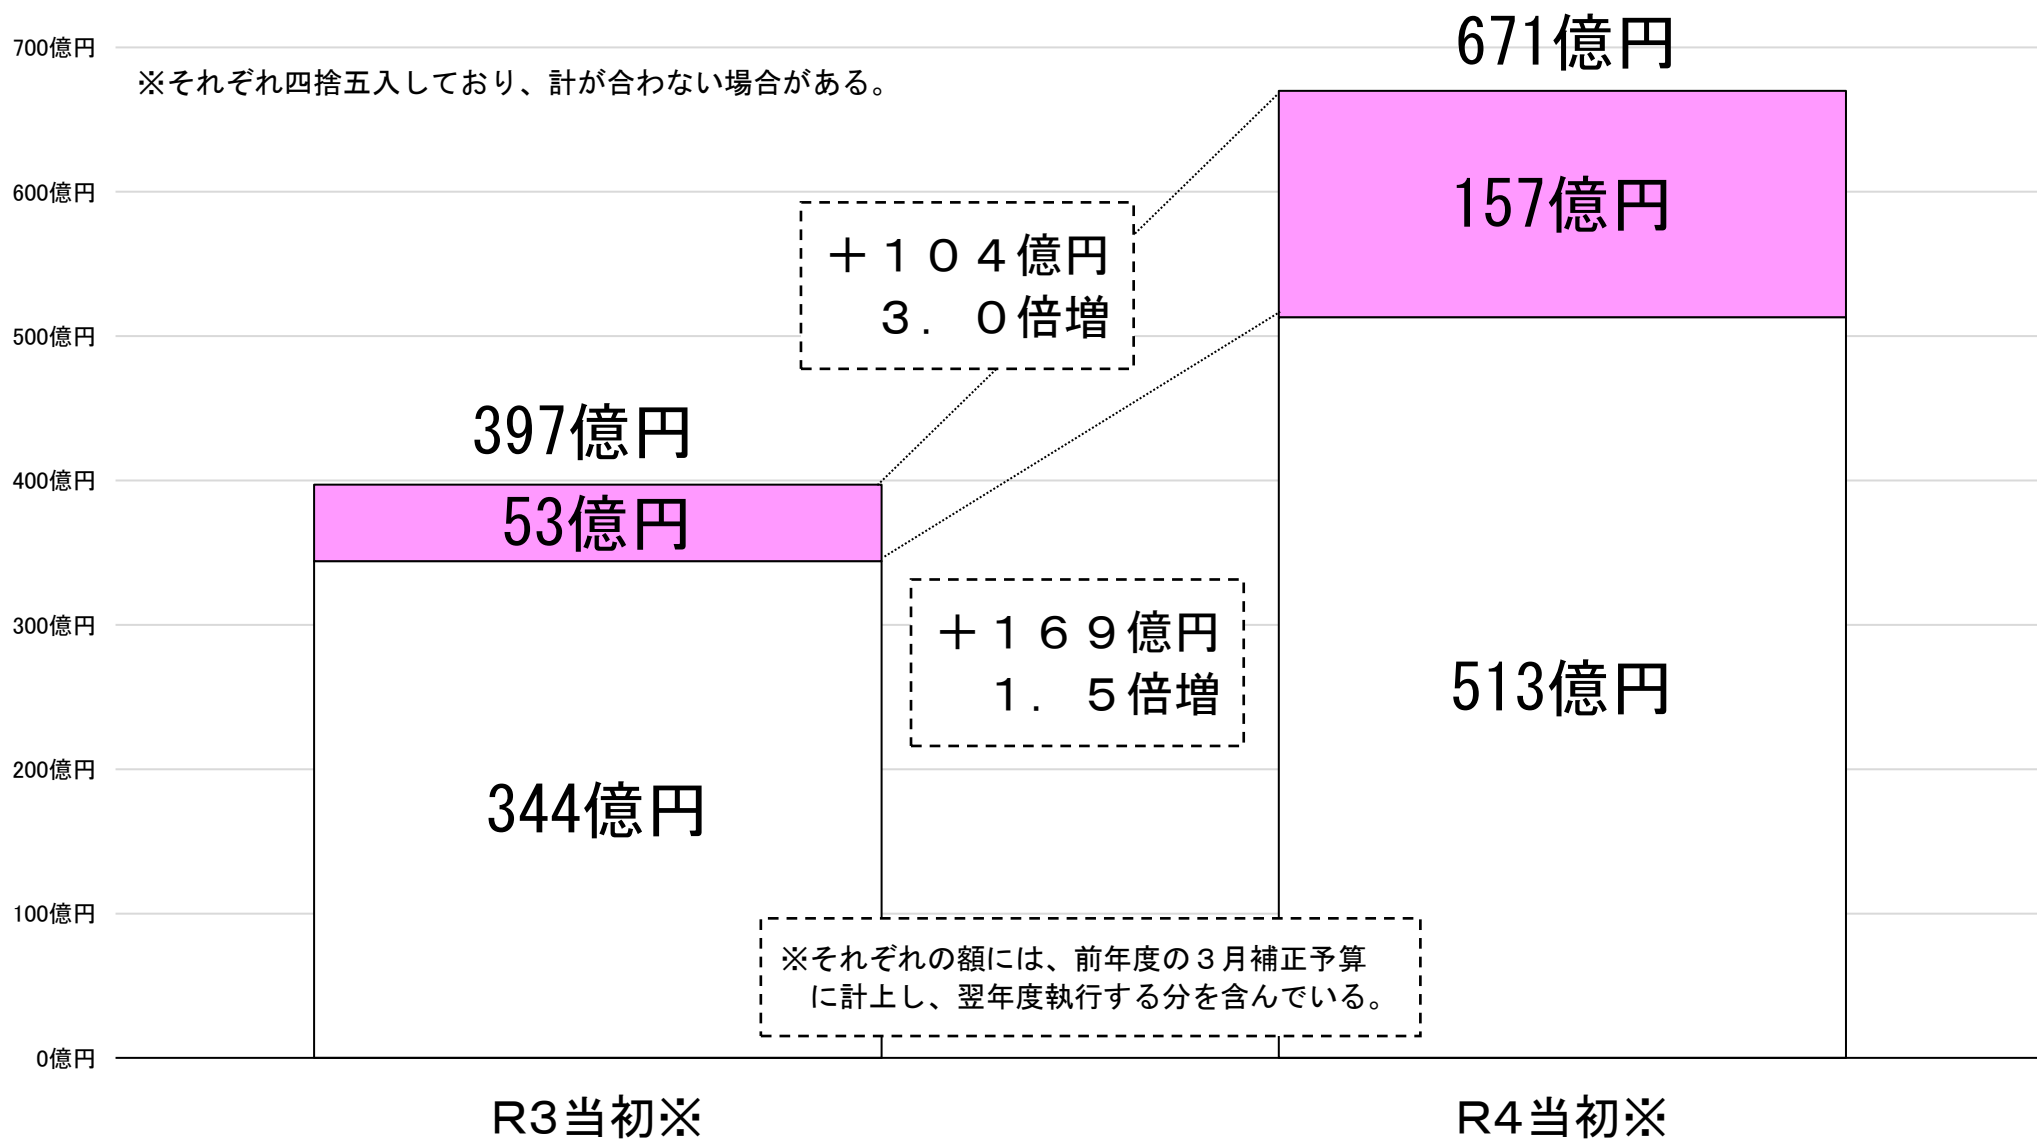 671億円
700億円
※それぞれ四捨五入しており、計が合わない場合がある。
157億円
600億円
＋１０４億円
３．０倍増
500億円
397億円
400億円
53億円
＋１６９億円
１．５倍増
300億円
513億円
200億円
344億円
100億円
※それぞれの額には、前年度の３月補正予算
に計上し、翌年度執行する分を含んでいる。
0億円
Ｒ３当初※
Ｒ４当初※